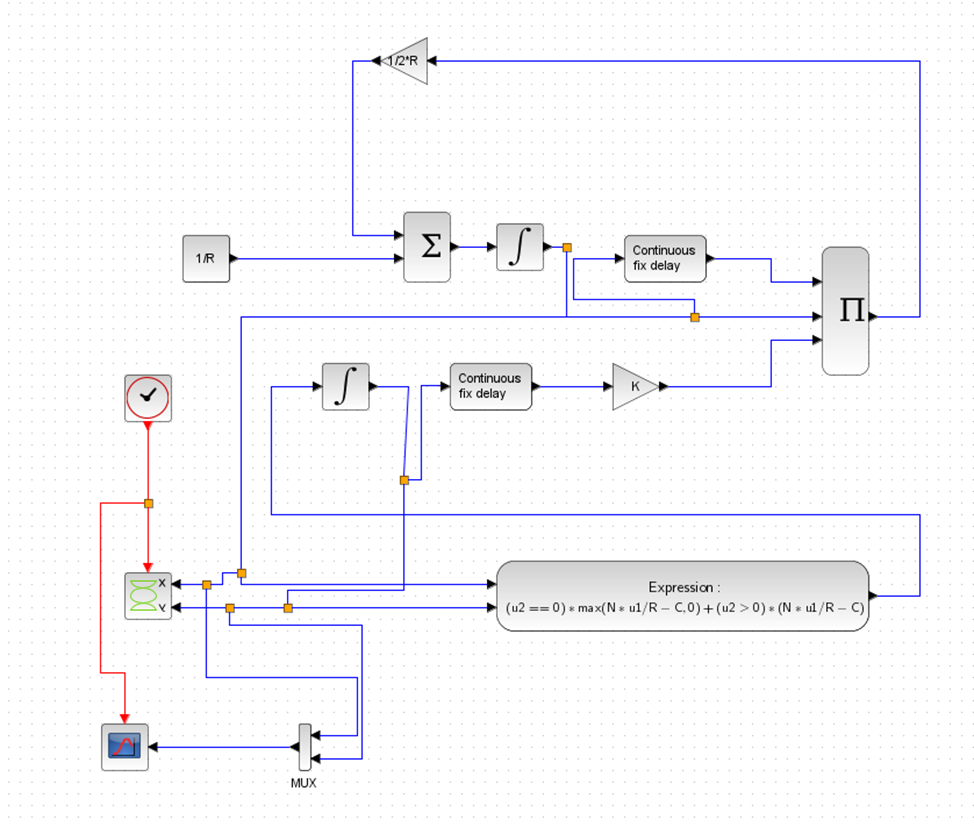 1/2*R
Σ
∫
1/R
Continuous
fix delay
Π
∫
Continuous
fix delay
K
X
Y
Expression :
(u2 == 0) ∗ max(N ∗ u1/R − C, 0) + (u2 > 0) ∗ (N ∗ u1/R − C)
MUX